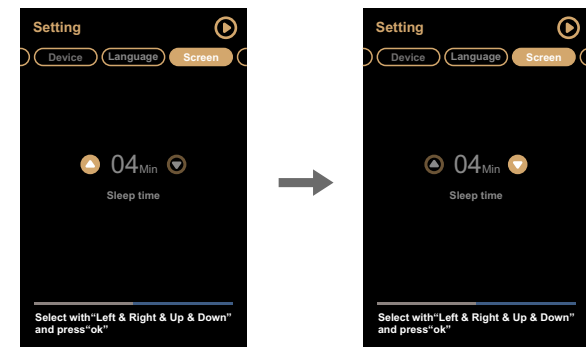 Setting
Device Language Screen
04Min
Sleep time
Select with“Left & Right & Up & Down”
and press“ok”
Setting
Device Language Screen
04Min
Sleep time
Select with“Left & Right & Up & Down”
and press“ok”